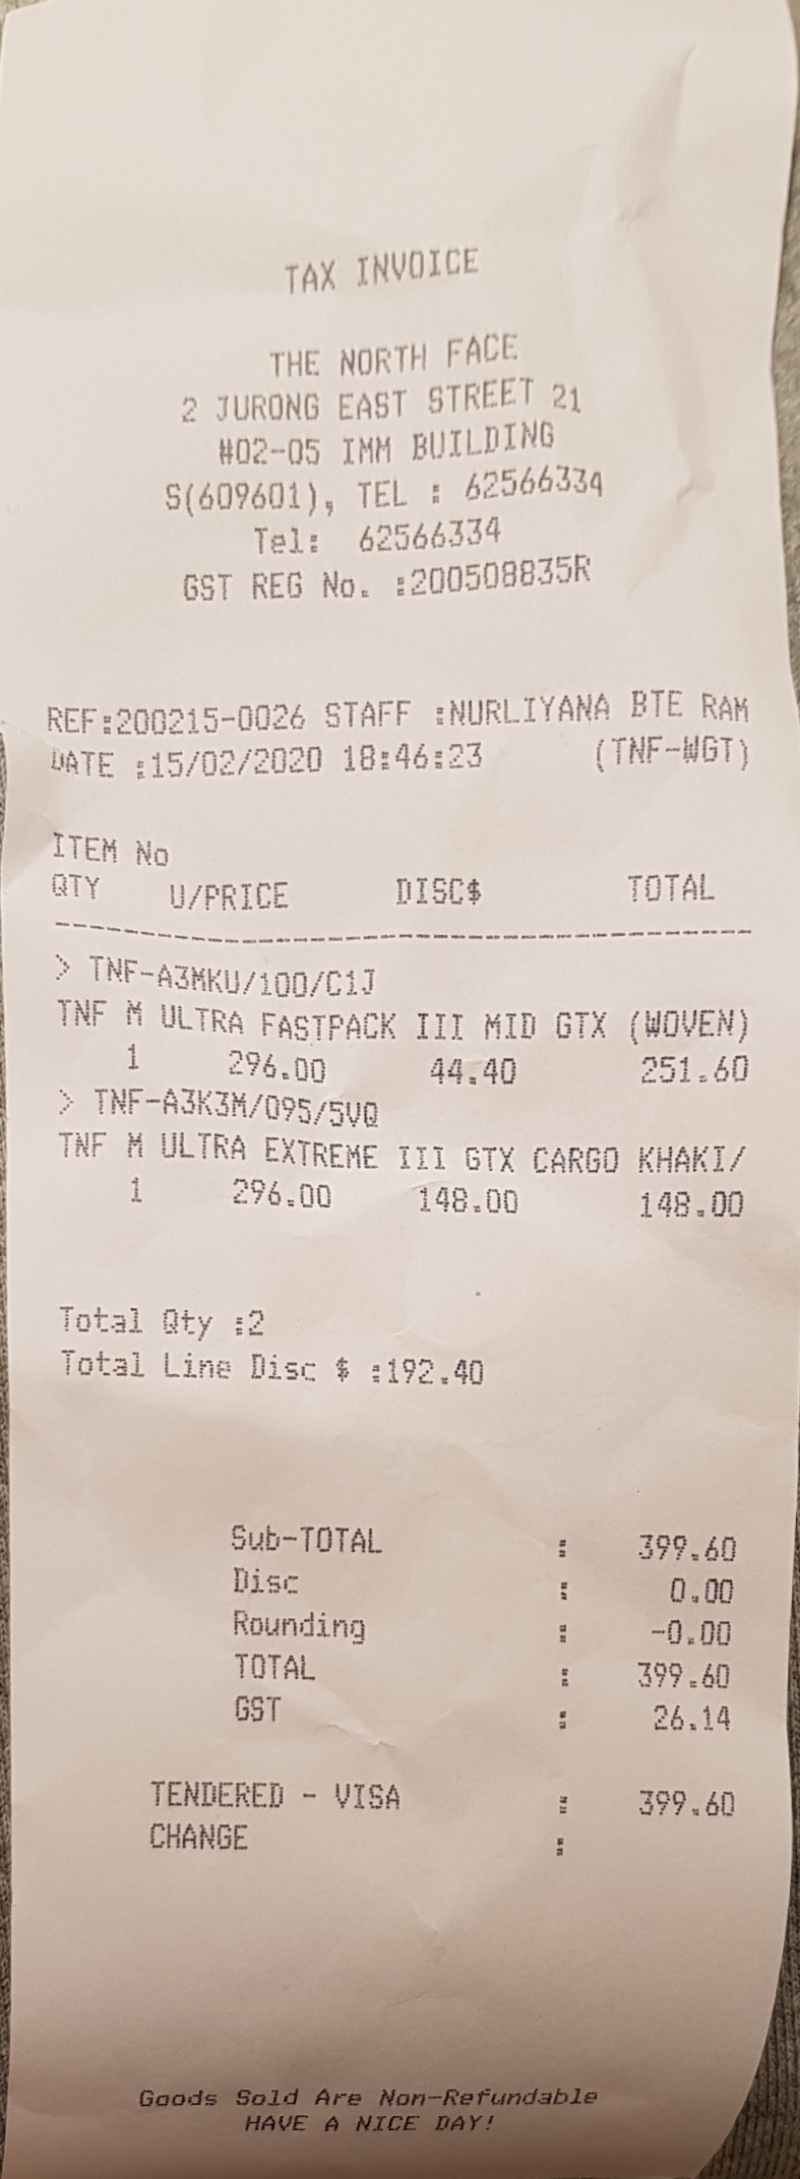 TAX INVOICE
THE NORTH FACE
2 JURONG EAST STREET 21
#02-05 IMM BUILDING
S(609601), TEL : 62566334
Tel: 62566334
GST REG No. :200508835R
REF:200215-0026 STAFF :NURLIYANA BTE RAM
DATE :15/02/2020 18:46:23 (TNF-WGT)
ITEM No
QTY U/PRICE DISC$ TOTAL
> TNF-A3MKU/100/C1J
TNF M ULTRA FASTPACK III MID GTX (WOVEN)
1 296.00 44.40 251.60
> TNF-A3K3M/095/5VQ
TNF M ULTRA EXTREME III GTX CARGO KHAKI/
1 296.00 148.00 148.00
Total Qty :2
Total Line Disc $ :192.40
Sub-TOTAL : 399.60
Disc : 0.00
Rounding : -0.00
TOTAL : 399.60
GST : 26.14
TENDERED - VISA : 399.60
CHANGE :
Goods Sold Are Non-Refundable
HAVE A NICE DAY!